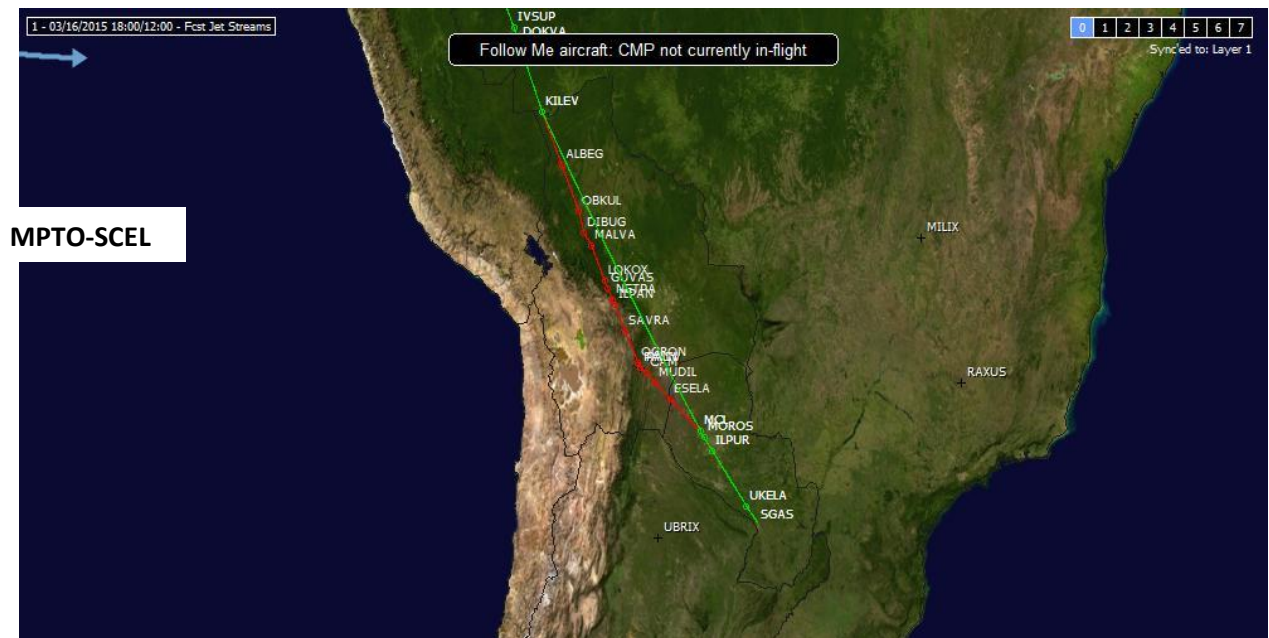 1 - 03/16/2015 18:00/12:00 - Fcst Jet Streams
0 1 2 3 4 5 6 7
Synced to: Layer 1
IVSUP
DOKVA
Follow Me aircraft: CMP not currently in-flight
KILEV
ALBEG
OBKUL
DIBUG
MALVA
MPTO-SCEL
MILIX
LOKOX
GUVAS
ILPAN
SAVRA
OGRON
MUDIL
RAXUS
ESELA
MCL
MOROS
ILPUR
UKELA
SGAS
UBRIX